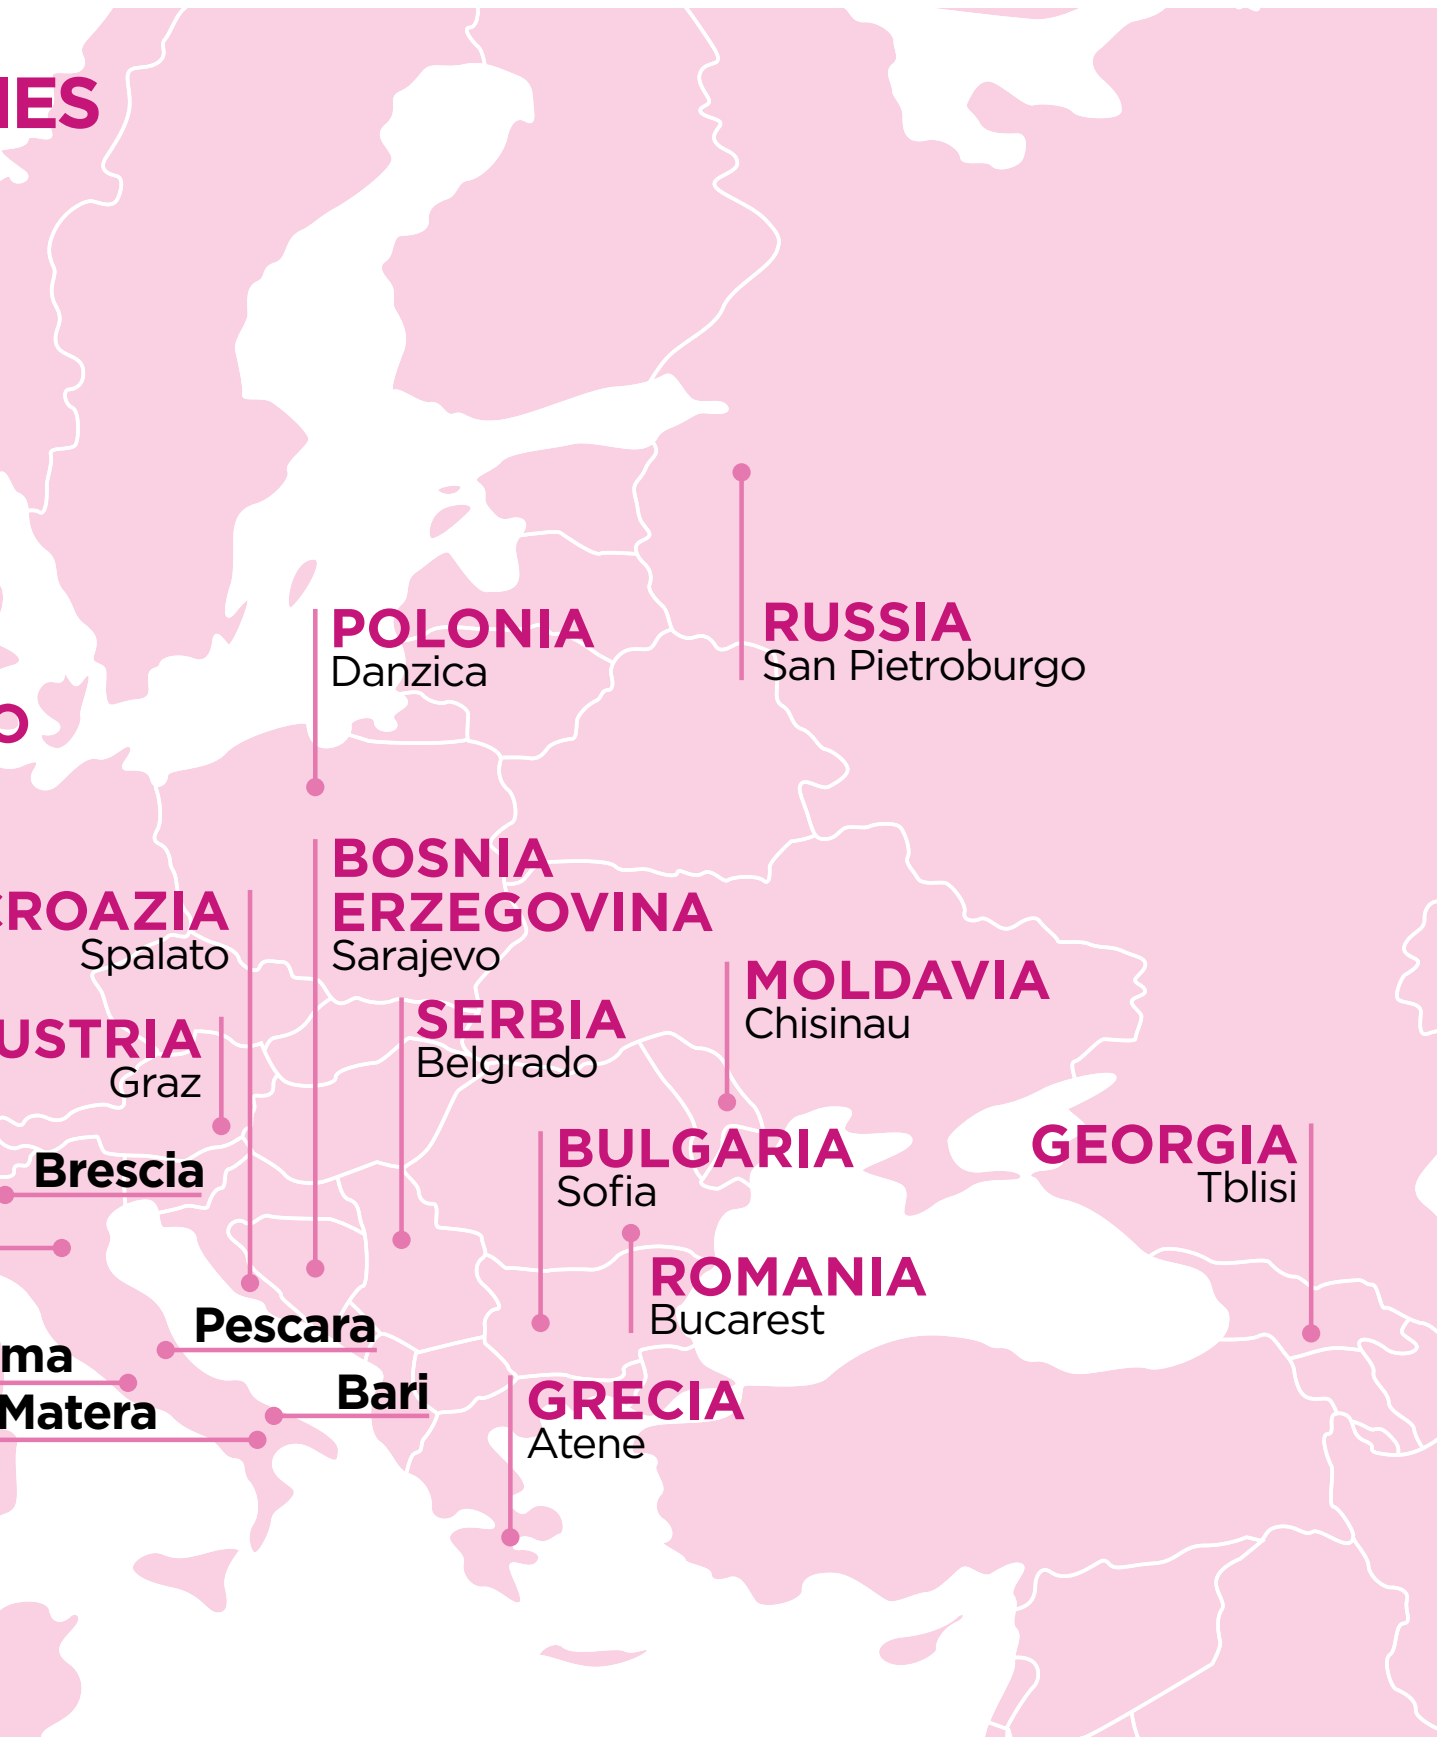 IES
POLONIA
Danzica
RUSSIA
San Pietroburgo
O
BOSNIA
ERZEGOVINA
Sarajevo
CROAZIA
Spalato
MOLDAVIA
Chisinau
SERBIA
Belgrado
USTRIA
Graz
BULGARIA
Sofia
GEORGIA
Tblisi
Brescia
ROMANIA
Bucarest
Pescara
ma
Bari
Matera
GRECIA
Atene